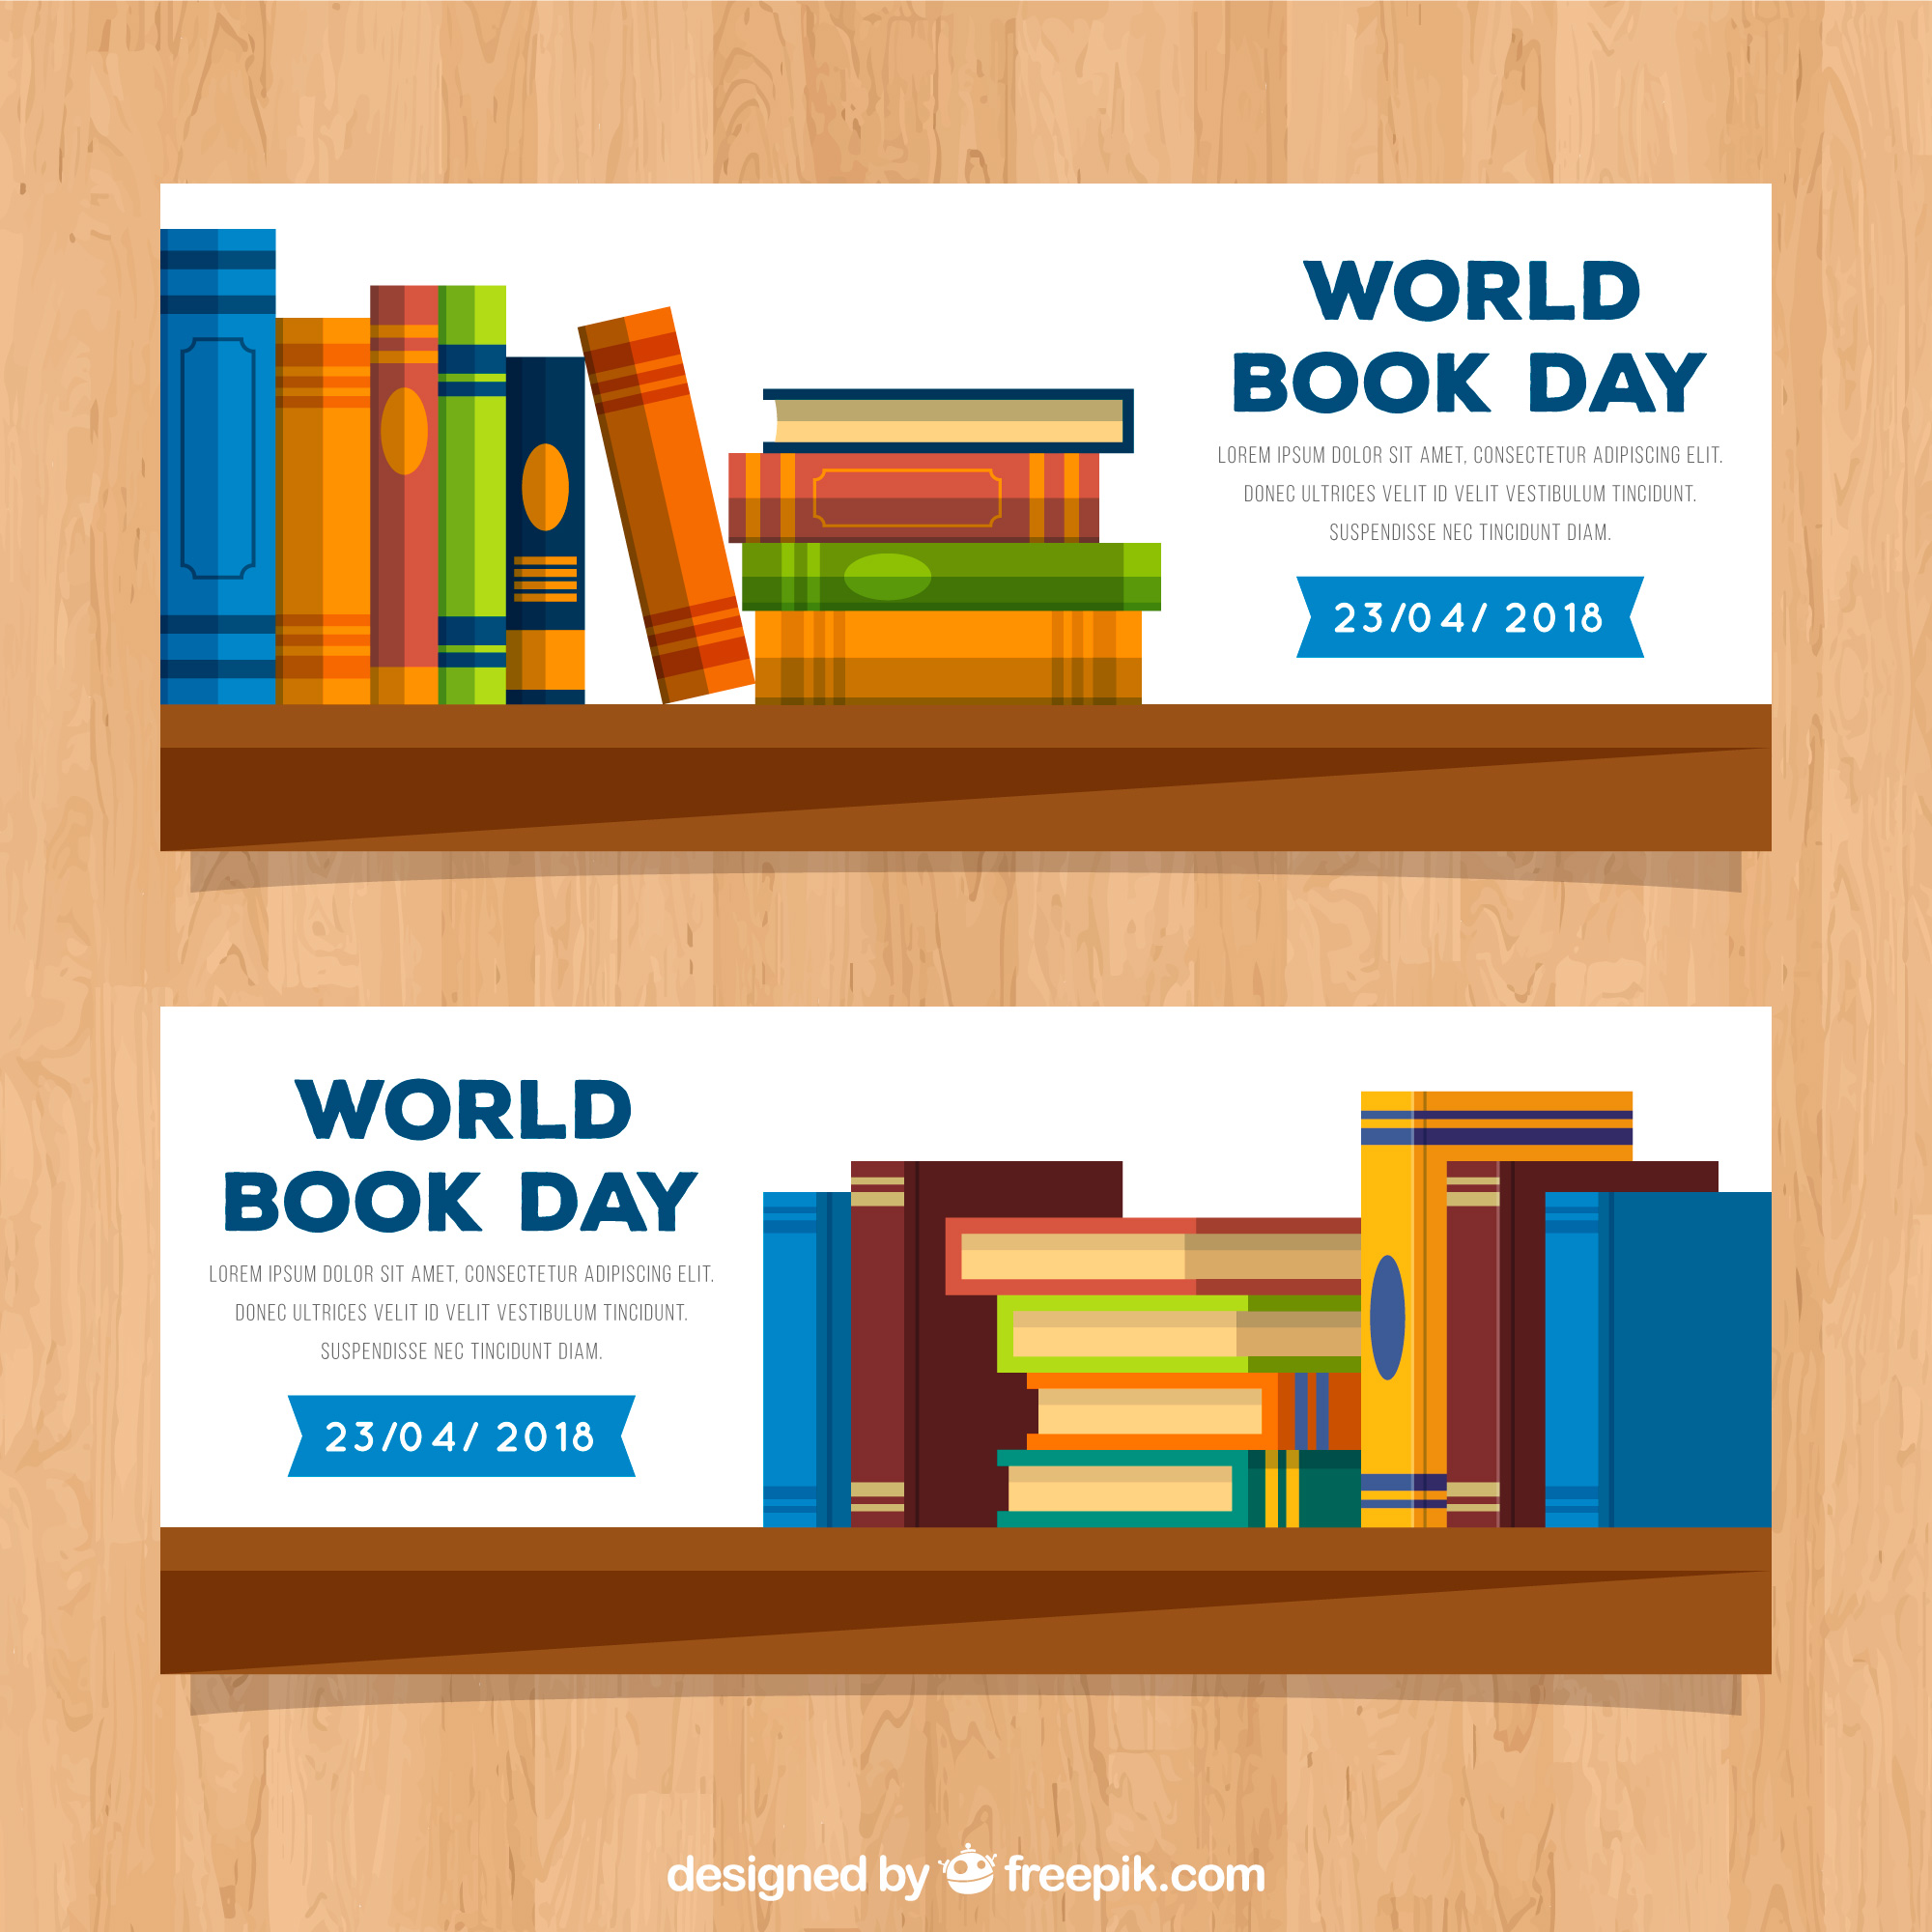 WORLD
BOOK DAY
LOREM IPSUM DOLOR SIT AMET, CONSECTETUR ADIPISCING ELIT.
DONEC ULTRICES VELIT ID VELIT VESTIBULUM TINCIDUNT.
SUSPENDISSE NEC TINCIDUNT DIAM.
23/04/ 2018
WORLD
BOOK DAY
LOREM IPSUM DOLOR SIT AMET, CONSECTETUR ADIPISCING ELIT.
DONEC ULTRICES VELIT ID VELIT VESTIBULUM TINCIDUNT.
SUSPENDISSE NEC TINCIDUNT DIAM.
23/04/ 2018
designed by freepik.com